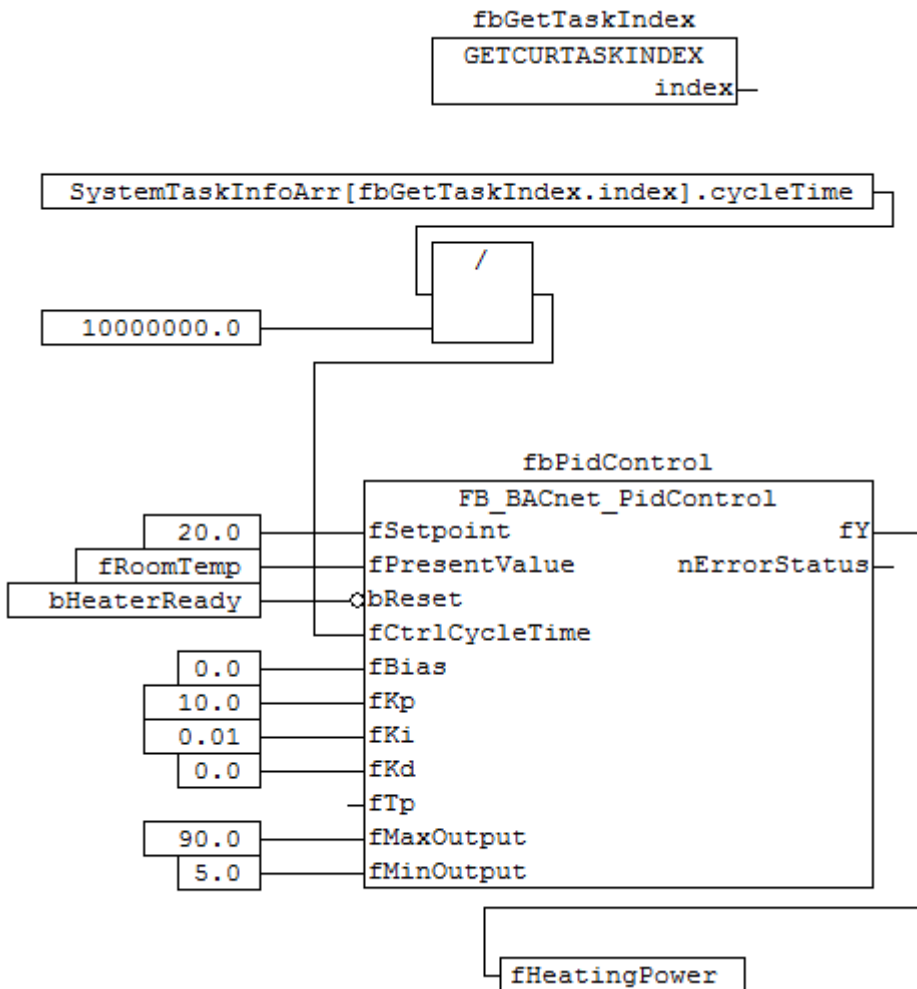 fbGetTaskIndex
GETCURTASKINDEX
index
SystemTaskInfoArr[fbGetTaskIndex.index].cycleTime
/
10000000.0
fbPidControl
FB_BACnet_PidControl
20.0 fSetpoint fY
fRoomTemp fPresentValue nErrorStatus
bHeaterReady bReset
fCtrlCycleTime
0.0 fBias
10.0 fKp
0.01 fKi
0.0 fKd
fTp
90.0 fMaxOutput
5.0 fMinOutput
fHeatingPower